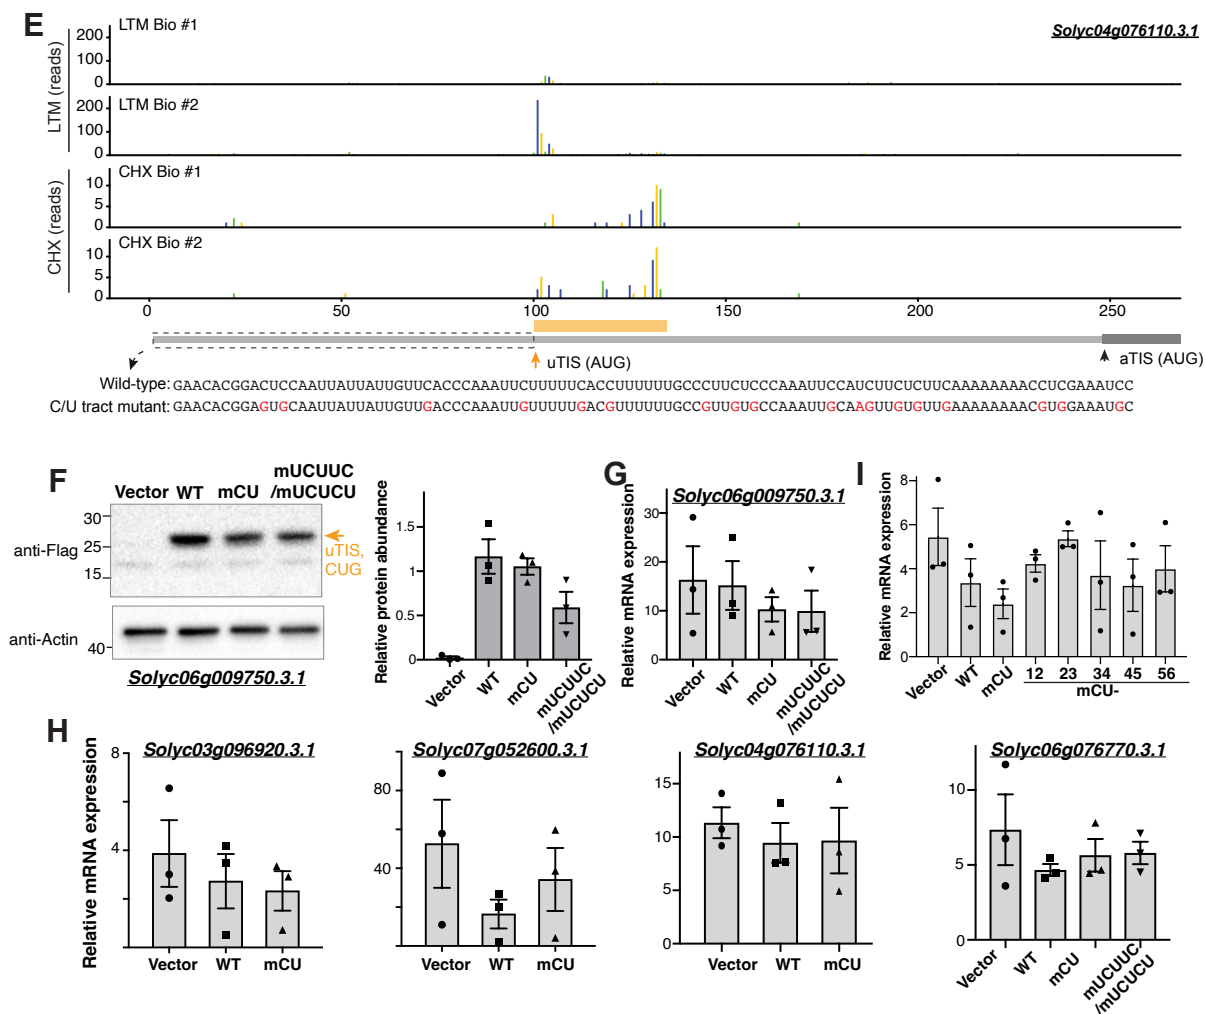 E
LTM Bio #1
Solyc04g076110.3.1
200
100
0
LTM (reads)
LTM Bio #2
200
100
0
CHX Bio #1
10
5
0
CHX (reads)
CHX Bio #2
10
5
0
0 50 100 150 200 250
uTIS (AUG) aTIS (AUG)
Wild-type: GAACACGGACUCCAAUUAUUAUUGUUCACCCAAAUUCUUUUUCACCUUUUUUGCCCUUCUCCCAAAUUCCAUCUUCUCUUCAAAAAAAACCUCGAAAUCC
C/U tract mutant: GAACACGGAGUGCAAUUAUUAUUGUUGACCCAAAUUGUUUUUGACGUUUUUUGCCGUUGUGCCAAAUUGCAAGUUGUGUUGAAAAAAAACGUGGAAAUGC
F
Vector WT mCU mUCUUC
/mUCUCU
30
25
15
anti-Flag
uTIS,
CUG
anti-Actin
40
Solyc06g009750.3.1
Relative protein abundance
1.5
1
0.5
0
Vector WT mCU mUCUUC
/mUCUCU
G
Solyc06g009750.3.1
Relative mRNA expression
30
20
10
0
Vector WT mCU mUCUUC
/mUCUCU
I
Relative mRNA expression
8
6
4
2
0
Vector WT mCU 12 23 34 45 56
mCU-
H
Solyc03g096920.3.1
Relative mRNA expression
8
4
Vector WT mCU
Solyc07g052600.3.1
80
40
Vector WT mCU
Solyc04g076110.3.1
15
10
5
0
Vector WT mCU
Solyc06g076770.3.1
10
5
0
Vector WT mCU mUCUUC
/mUCUCU